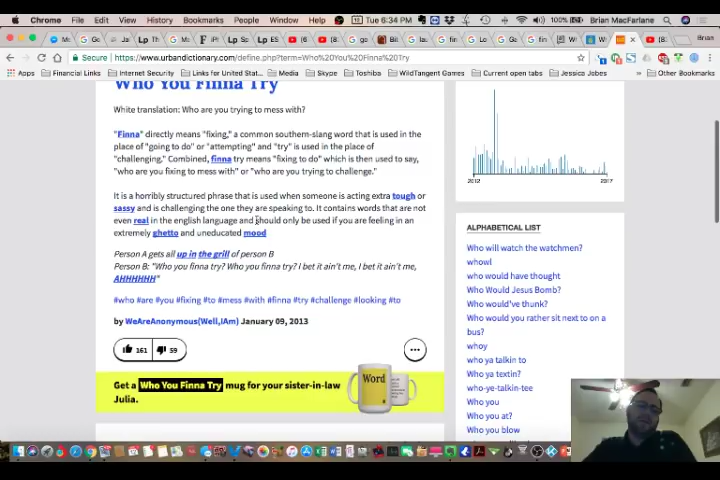 Chrome File Edit View History Bookmarks People Window Help
100% Tue 6:34 PM Brian MacFarlane
Brian
Secure https://www.urbandictionary.com/define.php?term=Who%20You%20Finna%20Try
Apps Financial Links Internet Security Links for United Stat... Media Skype Toshiba WildTangent Games Current open tabs Jessica Jobes Other Bookmarks
Who You Finna Try
White translation: Who are you trying to mess with?
"Finna" directly means "fixing," a common southern-slang word that is used in the
place of "going to do" or "attempting" and "try" is used in the place of
"challenging." Combined, finna try means "fixing to do" which is then used to say,
"who are you fixing to mess with" or "who are you trying to challenge."
It is a horribly structured phrase that is used when someone is acting extra tough or
sassy and is challenging the one they are speaking to. It contains words that are not
even real in the english language and should only be used if you are feeling in an
extremely ghetto and uneducated mood
Person A gets all up in the grill of person B
Person B: "Who you finna try? Who you finna try? I bet it ain't me, I bet it ain't me,
AHHHHHH"
#who #are #you #fixing #to #mess #with #finna #try #challenge #looking #to
by WeAreAnonymous(Well,IAm) January 09, 2013
161 59
Get a Who You Finna Try mug for your sister-in-law
Julia.
Word
2012 2017
ALPHABETICAL LIST
Who will watch the watchmen?
whowl
who would have thought
Who Would Jesus Bomb?
Who would've thunk?
Who would you rather sit next to on a
bus?
whoy
who ya talkin to
Who ya textin?
who-ye-talkin-tee
Who you
Who you at?
Who you blow